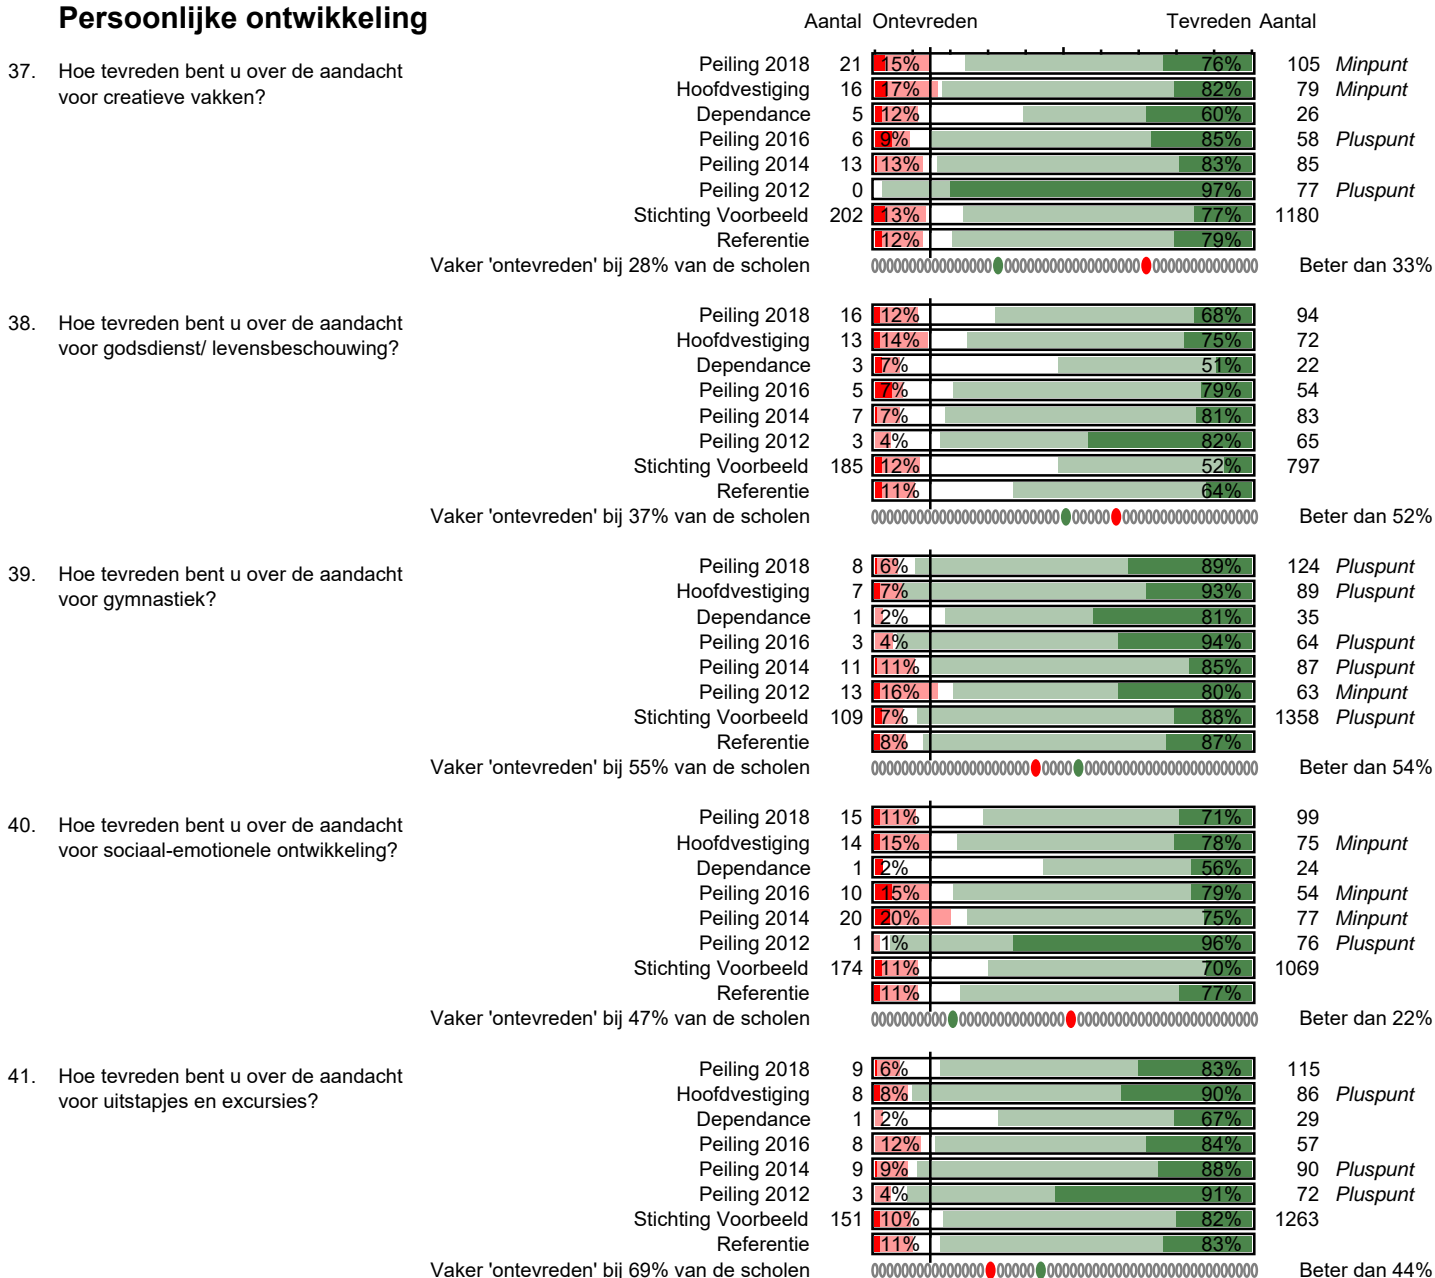 Persoonlijke ontwikkeling
Aantal Ontevreden Tevreden Aantal
37. Hoe tevreden bent u over de aandacht
voor creatieve vakken?
Peiling 2018 21 15% 76% 105 Minpunt
Hoofdvestiging 16 17% 82% 79 Minpunt
Dependance 5 12% 60% 26
Peiling 2016 6 9% 85% 58 Pluspunt
Peiling 2014 13 13% 83% 85
Peiling 2012 0 97% 77 Pluspunt
Stichting Voorbeeld 202 13% 77% 1180
Referentie 12% 79%
Vaker 'ontevreden' bij 28% van de scholen Beter dan 33%
38. Hoe tevreden bent u over de aandacht
voor godsdienst/ levensbeschouwing?
Peiling 2018 16 12% 68% 94
Hoofdvestiging 13 14% 75% 72
Dependance 3 7% 51% 22
Peiling 2016 5 7% 79% 54
Peiling 2014 7 7% 81% 83
Peiling 2012 3 4% 82% 65
Stichting Voorbeeld 185 12% 52% 797
Referentie 11% 64%
Vaker 'ontevreden' bij 37% van de scholen Beter dan 52%
39. Hoe tevreden bent u over de aandacht
voor gymnastiek?
Peiling 2018 8 6% 89% 124 Pluspunt
Hoofdvestiging 7 7% 93% 89 Pluspunt
Dependance 1 2% 81% 35
Peiling 2016 3 4% 94% 64 Pluspunt
Peiling 2014 11 11% 85% 87 Pluspunt
Peiling 2012 13 16% 80% 63 Minpunt
Stichting Voorbeeld 109 7% 88% 1358 Pluspunt
Referentie 8% 87%
Vaker 'ontevreden' bij 55% van de scholen Beter dan 54%
40. Hoe tevreden bent u over de aandacht
voor sociaal-emotionele ontwikkeling?
Peiling 2018 15 11% 71% 99
Hoofdvestiging 14 15% 78% 75 Minpunt
Dependance 1 2% 56% 24
Peiling 2016 10 15% 79% 54 Minpunt
Peiling 2014 20 20% 75% 77 Minpunt
Peiling 2012 1 1% 96% 76 Pluspunt
Stichting Voorbeeld 174 11% 70% 1069
Referentie 11% 77%
Vaker 'ontevreden' bij 47% van de scholen Beter dan 22%
41. Hoe tevreden bent u over de aandacht
voor uitstapjes en excursies?
Peiling 2018 9 6% 83% 115
Hoofdvestiging 8 8% 90% 86 Pluspunt
Dependance 1 2% 67% 29
Peiling 2016 8 12% 84% 57
Peiling 2014 9 9% 88% 90 Pluspunt
Peiling 2012 3 4% 91% 72 Pluspunt
Stichting Voorbeeld 151 10% 82% 1263
Referentie 11% 83%
Vaker 'ontevreden' bij 69% van de scholen Beter dan 44%